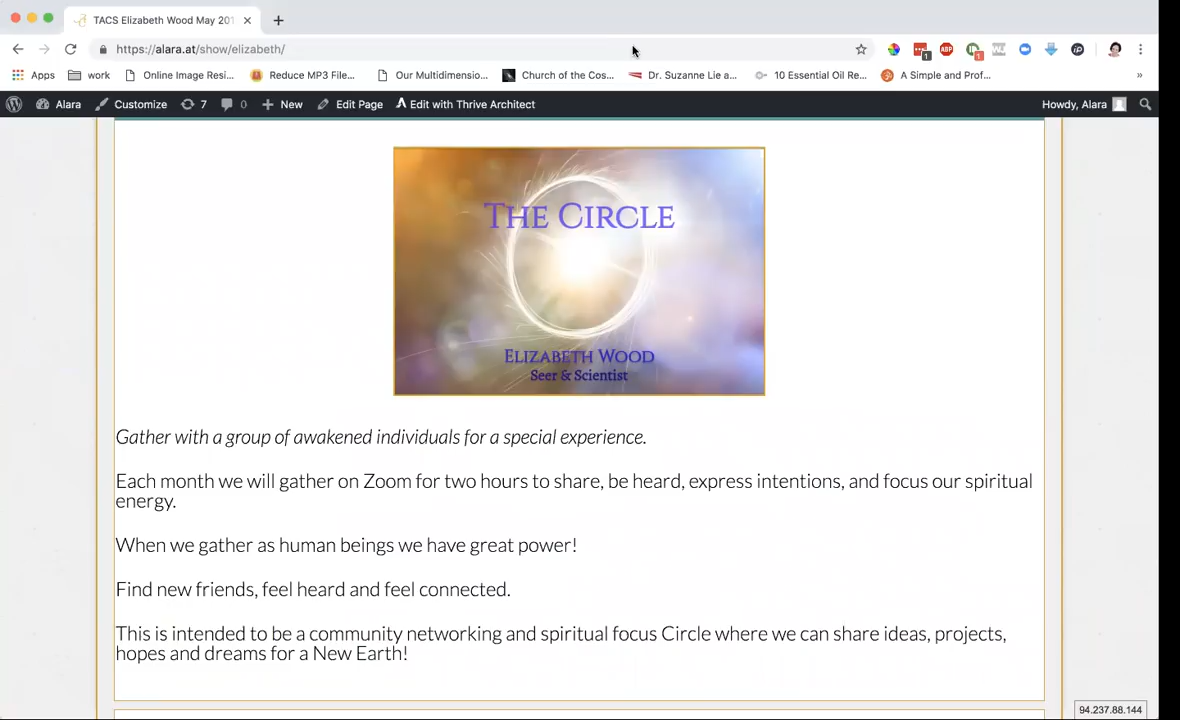 TACS Elizabeth Wood May 201
https://alara.at/show/elizabeth/
Apps work Online Image Resi... Reduce MP3 File... Our Multidimensio... Church of the Cos... Dr. Suzanne Lie a... 10 Essential Oil Re... A Simple and Prof... »
Alara Customize 7 0 New Edit Page Edit with Thrive Architect Howdy, Alara
THE CIRCLE
ELIZABETH WOOD
Seer & Scientist
Gather with a group of awakened individuals for a special experience.
Each month we will gather on Zoom for two hours to share, be heard, express intentions, and focus our spiritual
energy.
When we gather as human beings we have great power!
Find new friends, feel heard and feel connected.
This is intended to be a community networking and spiritual focus Circle where we can share ideas, projects,
hopes and dreams for a New Earth!
94.237.88.144